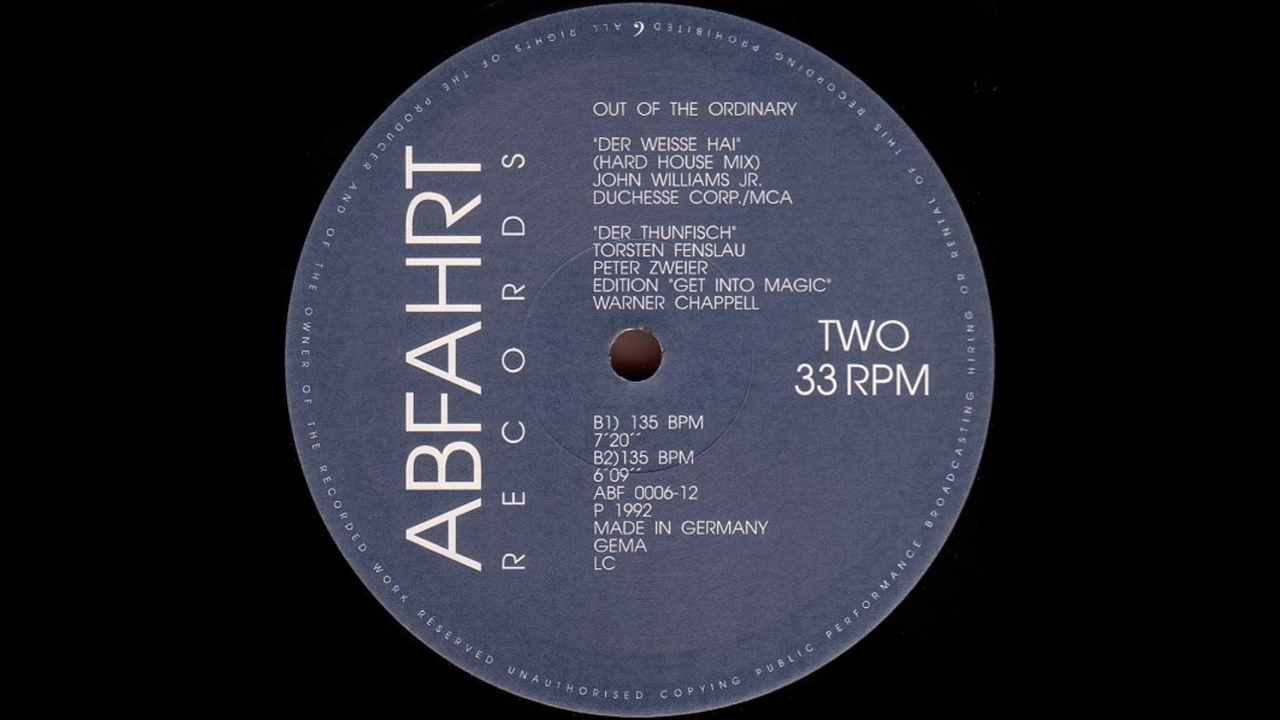 ABFAHRT
RECORDS
OUT OF THE ORDINARY
"DER WEISSE HAI"
(HARD HOUSE MIX)
JOHN WILLIAMS JR.
DUCHESSE CORP./MCA
"DER THUNFISCH"
TORSTEN FENSLAU
PETER ZWEIER
EDITION "GET INTO MAGIC"
WARNER CHAPPELL
TWO
33 RPM
B1) 135 BPM
7´20´´
B2)135 BPM
6´09´´
ABF 0006-12
P 1992
MADE IN GERMANY
GEMA
LC
ALL RIGHTS OF THE PRODUCER AND OF THE OWNER OF THE RECORDED WORK RESERVED UNAUTHORISED COPYING PUBLIC PERFORMANCE BROADCASTING HIRING OR RENTAL OF THIS RECORDING PROHIBITED